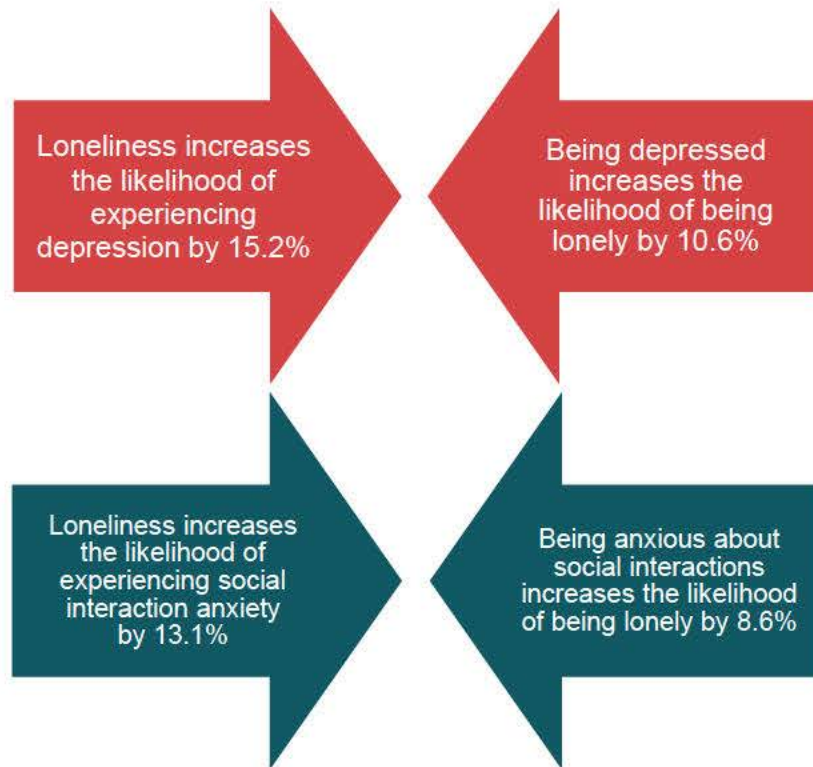 Loneliness increases
the likelihood of
experiencing
depression by 15.2%
Being depressed
increases the
likelihood of being
lonely by 10.6%
Loneliness increases
the likelihood of
experiencing social
interaction anxiety
by 13.1%
Being anxious about
social interactions
increases the likelihood
of being lonely by 8.6%